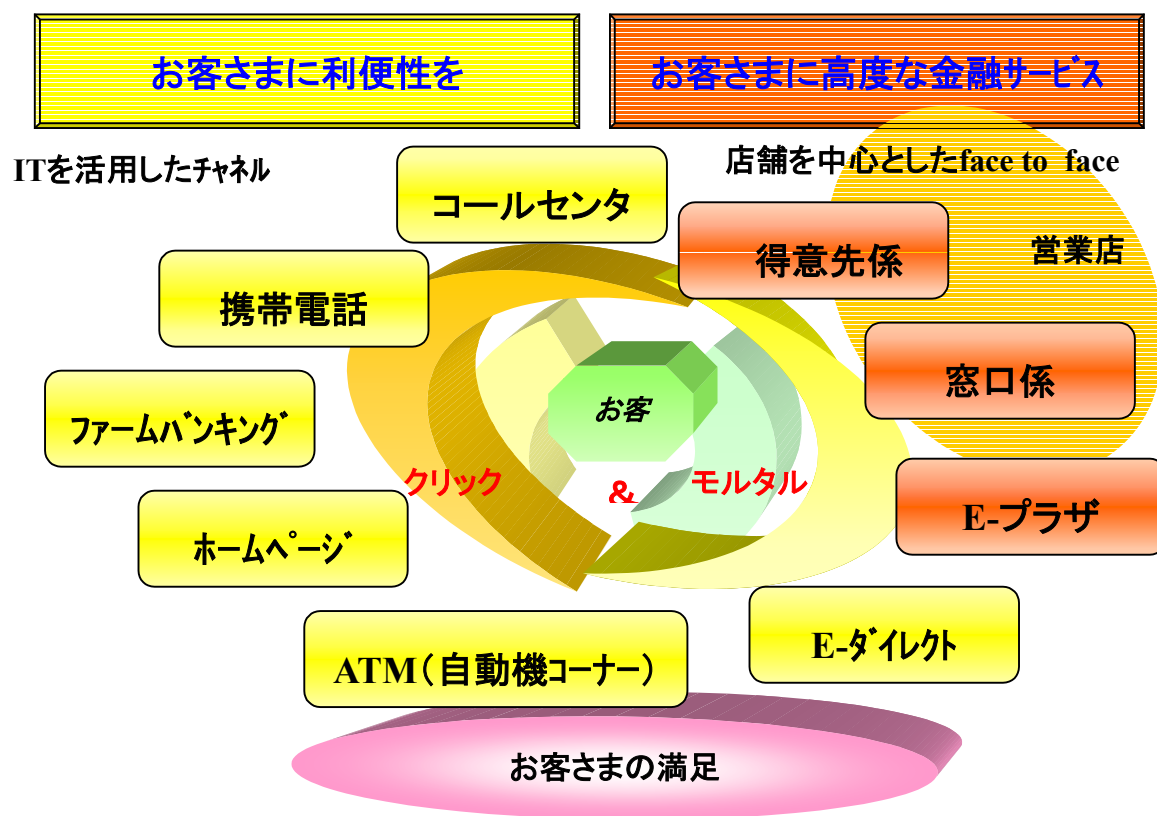 お客さまに利便性を
お客さまに高度な金融ｻｰﾋﾞｽ
ITを活用したﾁｬﾈﾙ
店舗を中心としたface to face
コールセンタ
得意先係
営業店
携帯電話
窓口係
お客
ﾌｧｰﾑﾊﾞﾝｷﾝｸﾞ
クリック
&
モルタル
E-プラザ
ﾎｰﾑﾍﾟｰｼﾞ
E-ﾀﾞｲﾚｸﾄ
ATM（自動機ｺｰﾅｰ）
お客さまの満足